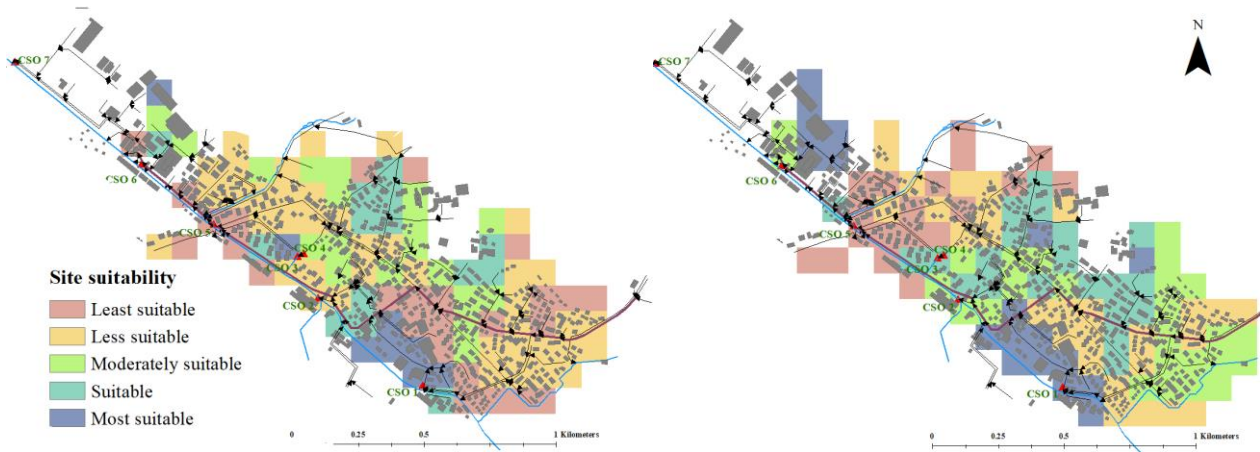 CSO 7
CSO 6
CSO 5
CSO 4
CSO 3
CSO 2
CSO 1
Site suitability
Least suitable
Less suitable
Moderately suitable
Suitable
Most suitable
0 0.25 0.5 1 Kilometers
N
CSO 7
CSO 6
CSO 5
CSO 4
CSO 3
CSO 2
CSO 1
0 0.25 0.5 1 Kilometers